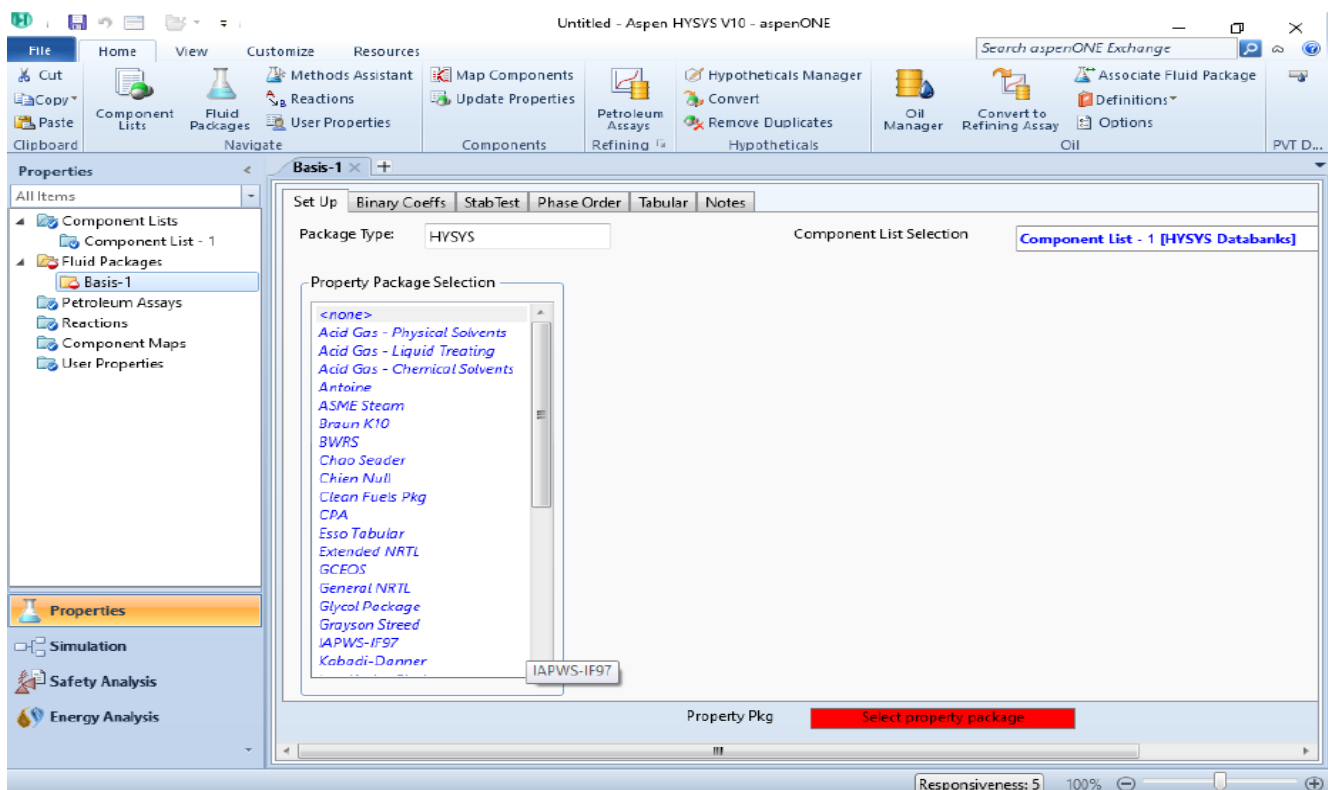 Untitled - Aspen HYSYS V10 - aspenONE
File Home View Customize Resources Search aspenONE Exchange
Cut
Copy
Paste
Clipboard
Component Lists
Fluid Packages
Methods Assistant
Reactions
User Properties
Navigate
Map Components
Update Properties
Components
Petroleum Assays
Refining
Hypotheticals Manager
Convert
Remove Duplicates
Hypotheticals
Oil Manager
Convert to Refining Assay
Associate Fluid Package
Definitions
Options
Oil
PVT D...
Properties <
All Items
Component Lists
Component List - 1
Fluid Packages
Basis-1
Petroleum Assays
Reactions
Component Maps
User Properties
Properties
Simulation
Safety Analysis
Energy Analysis
Basis-1 × +
Set Up Binary Coeffs StabTest Phase Order Tabular Notes
Package Type: HYSYS Component List Selection Component List - 1 [HYSYS Databanks]
Property Package Selection
<none>
Acid Gas - Physical Solvents
Acid Gas - Liquid Treating
Acid Gas - Chemical Solvents
Antoine
ASME Steam
Braun K10
BWRS
Chao Seader
Chien Null
Clean Fuels Pkg
CPA
Esso Tabular
Extended NRTL
GCEOS
General NRTL
Glycol Package
Grayson Streed
IAPWS-IF97
Kabadi-Danner
IAPWS-IF97
Property Pkg Select property package
Responsiveness: 5 100%